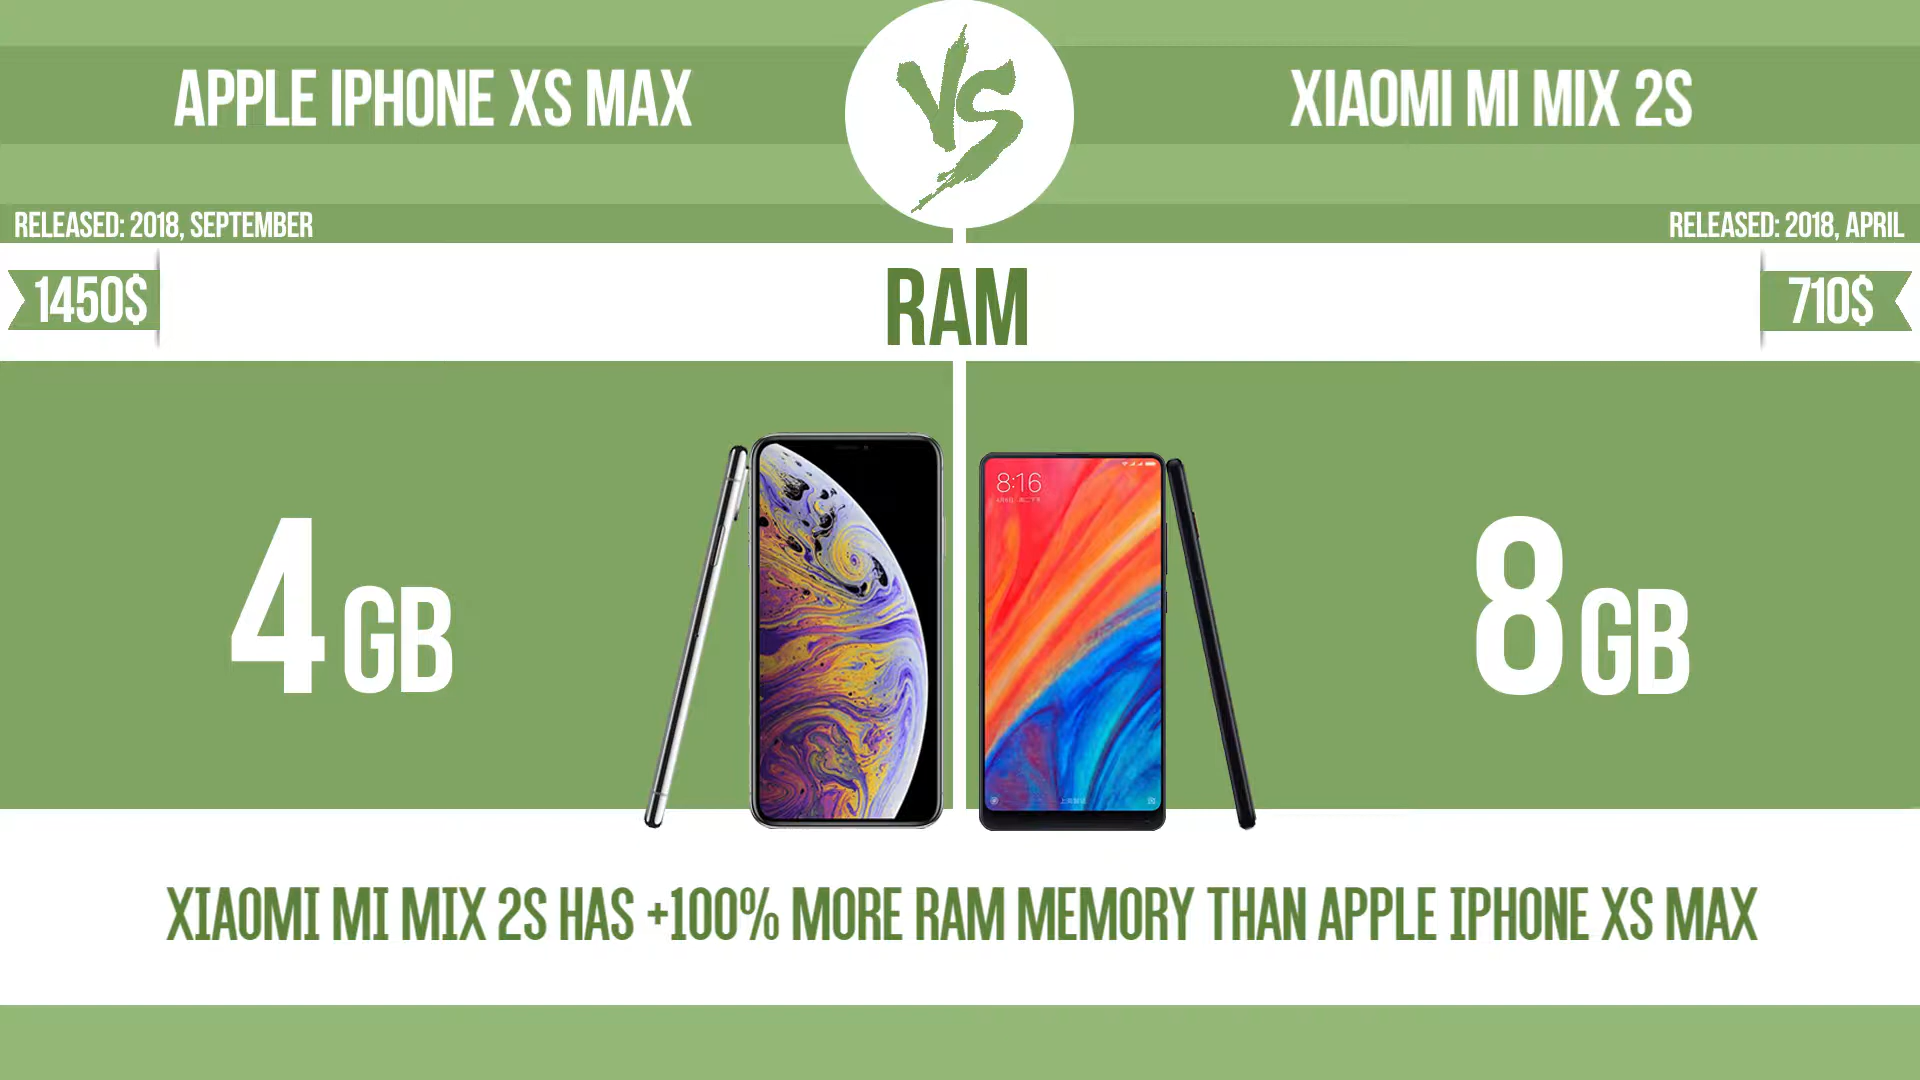 APPLE IPHONE XS MAX
VS
XIAOMI MI MIX 2S
RELEASED: 2018, SEPTEMBER
RELEASED: 2018, APRIL
1450$
RAM
710$
8:16
4 GB
8 GB
XIAOMI MI MIX 2S HAS +100% MORE RAM MEMORY THAN APPLE IPHONE XS MAX